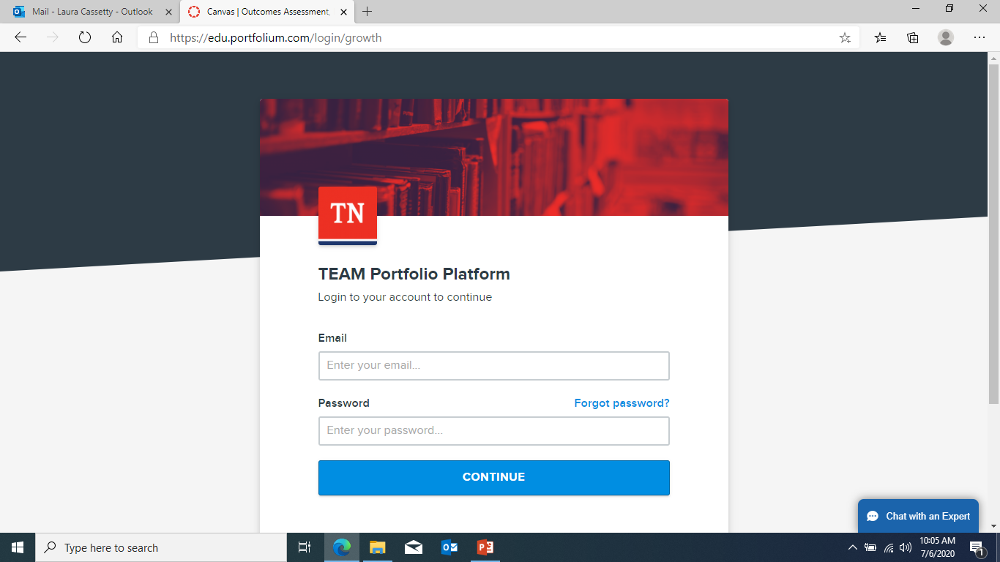 Mail - Laura Cassetty - Outlook
Canvas | Outcomes Assessment,
https://edu.portfolium.com/login/growth
TN
TEAM Portfolio Platform
Login to your account to continue
Email
Enter your email...
Password
Forgot password?
Enter your password...
CONTINUE
Chat with an Expert
Type here to search
10:05 AM
7/6/2020
1